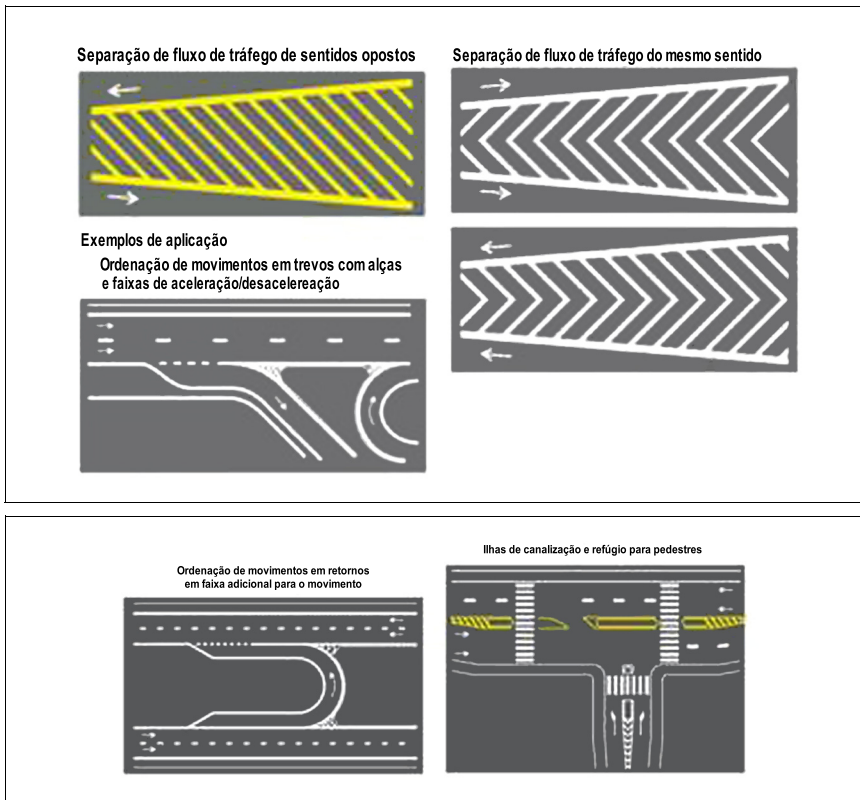 Separação de fluxo de tráfego de sentidos opostos
Separação de fluxo de tráfego do mesmo sentido
Exemplos de aplicação
Ordenação de movimentos em trevos com alças
e faixas de aceleração/desacelereação
Ordenação de movimentos em retornos
em faixa adicional para o movimento
Ilhas de canalização e refúgio para pedestres